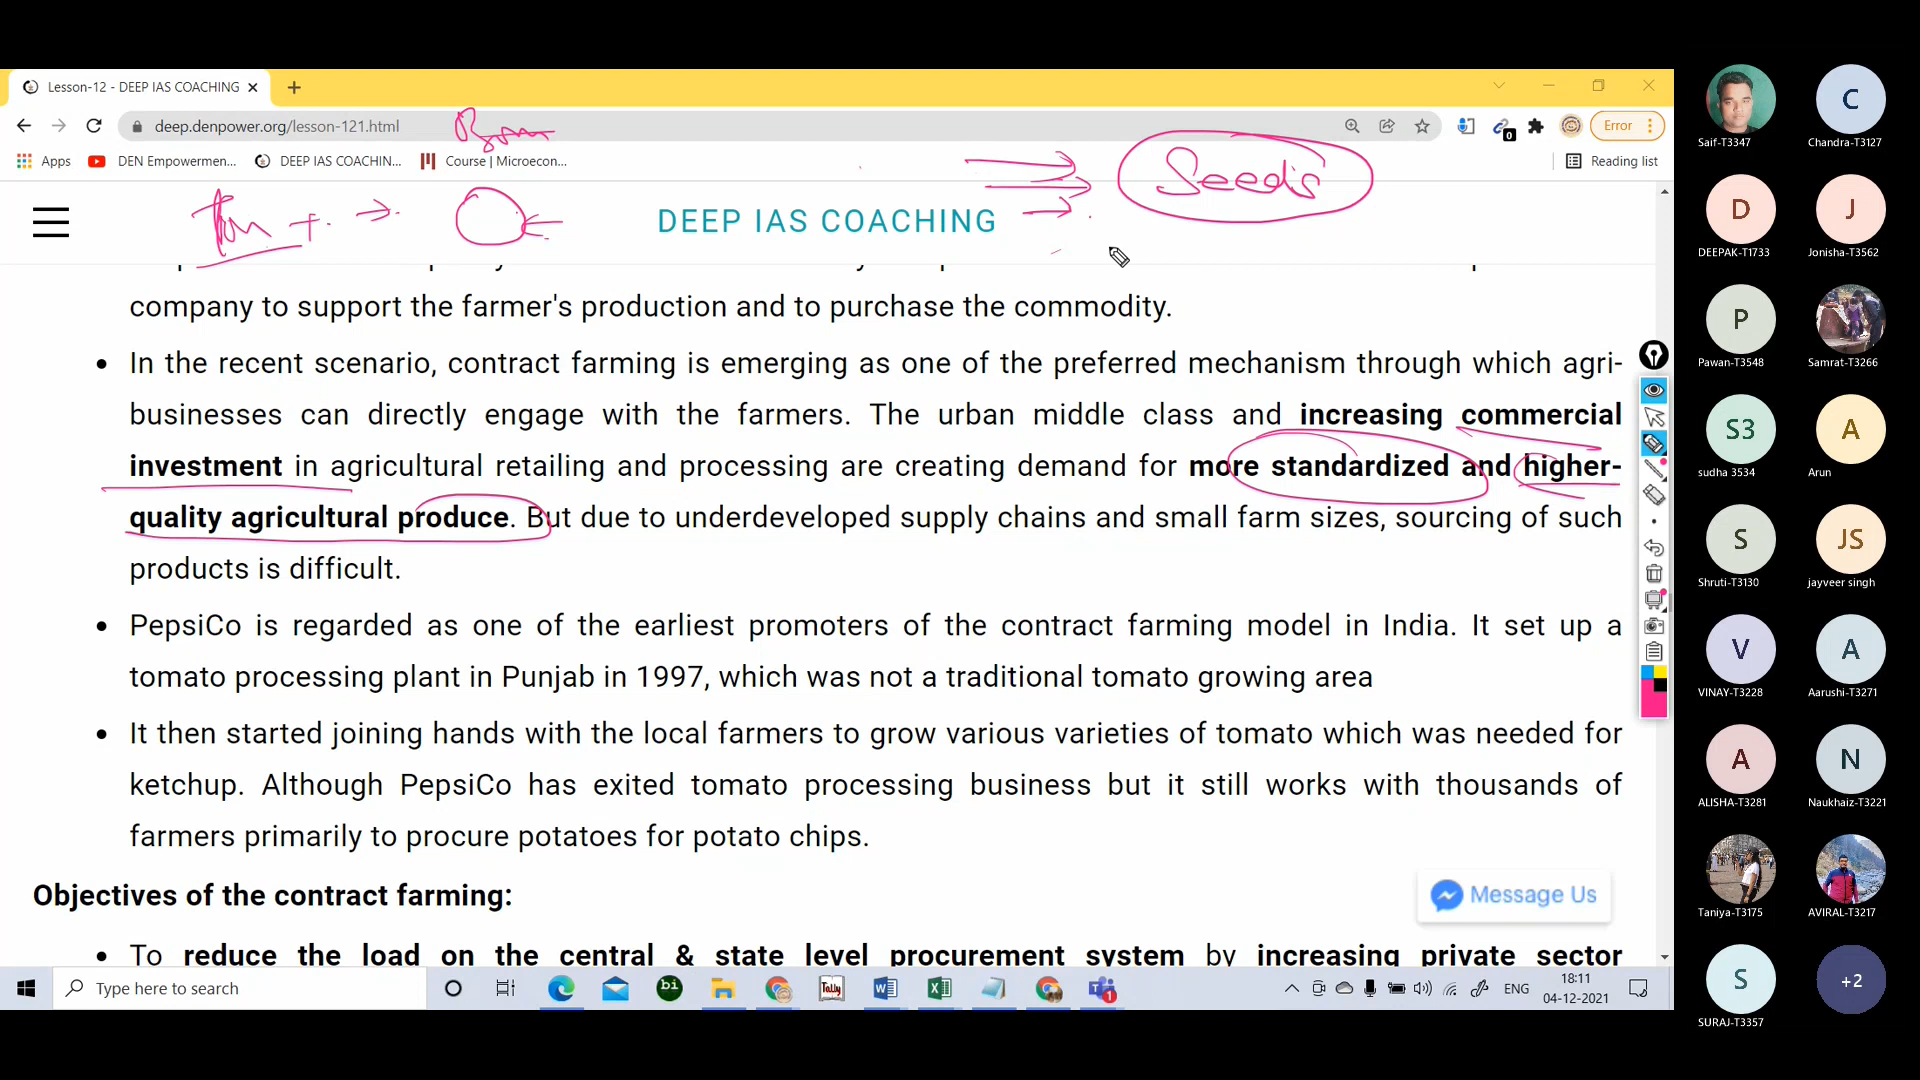 Lesson-12 - DEEP IAS COACHING
deep.denpower.org/lesson-121.html
Error
Apps
DEN Empowermen...
DEEP IAS COACHIN...
Course | Microecon...
Reading list
Seeds
DEEP IAS COACHING
company to support the farmer's production and to purchase the commodity.
• In the recent scenario, contract farming is emerging as one of the preferred mechanism through which agri-
businesses can directly engage with the farmers. The urban middle class and increasing commercial
investment in agricultural retailing and processing are creating demand for more standardized and higher-
quality agricultural produce. But due to underdeveloped supply chains and small farm sizes, sourcing of such
products is difficult.
• PepsiCo is regarded as one of the earliest promoters of the contract farming model in India. It set up a
tomato processing plant in Punjab in 1997, which was not a traditional tomato growing area
• It then started joining hands with the local farmers to grow various varieties of tomato which was needed for
ketchup. Although PepsiCo has exited tomato processing business but it still works with thousands of
farmers primarily to procure potatoes for potato chips.
Message Us
Objectives of the contract farming:
• To reduce the load on the central & state level procurement system by increasing private sector
Type here to search
bi
Tally
1
ENG
18:11
04-12-2021
0
Saif-T3347
C
Chandra-T3127
D
DEEPAK-T1733
J
Jonisha-T3562
P
Pawan-T3548
Samrat-T3266
S3
sudha 3534
A
Arun
S
Shruti-T3130
JS
jayveer singh
V
VINAY-T3228
A
Aarushi-T3271
A
ALISHA-T3281
N
Naukhaiz-T3221
Taniya-T3175
AVIRAL-T3217
S
SURAJ-T3357
+2